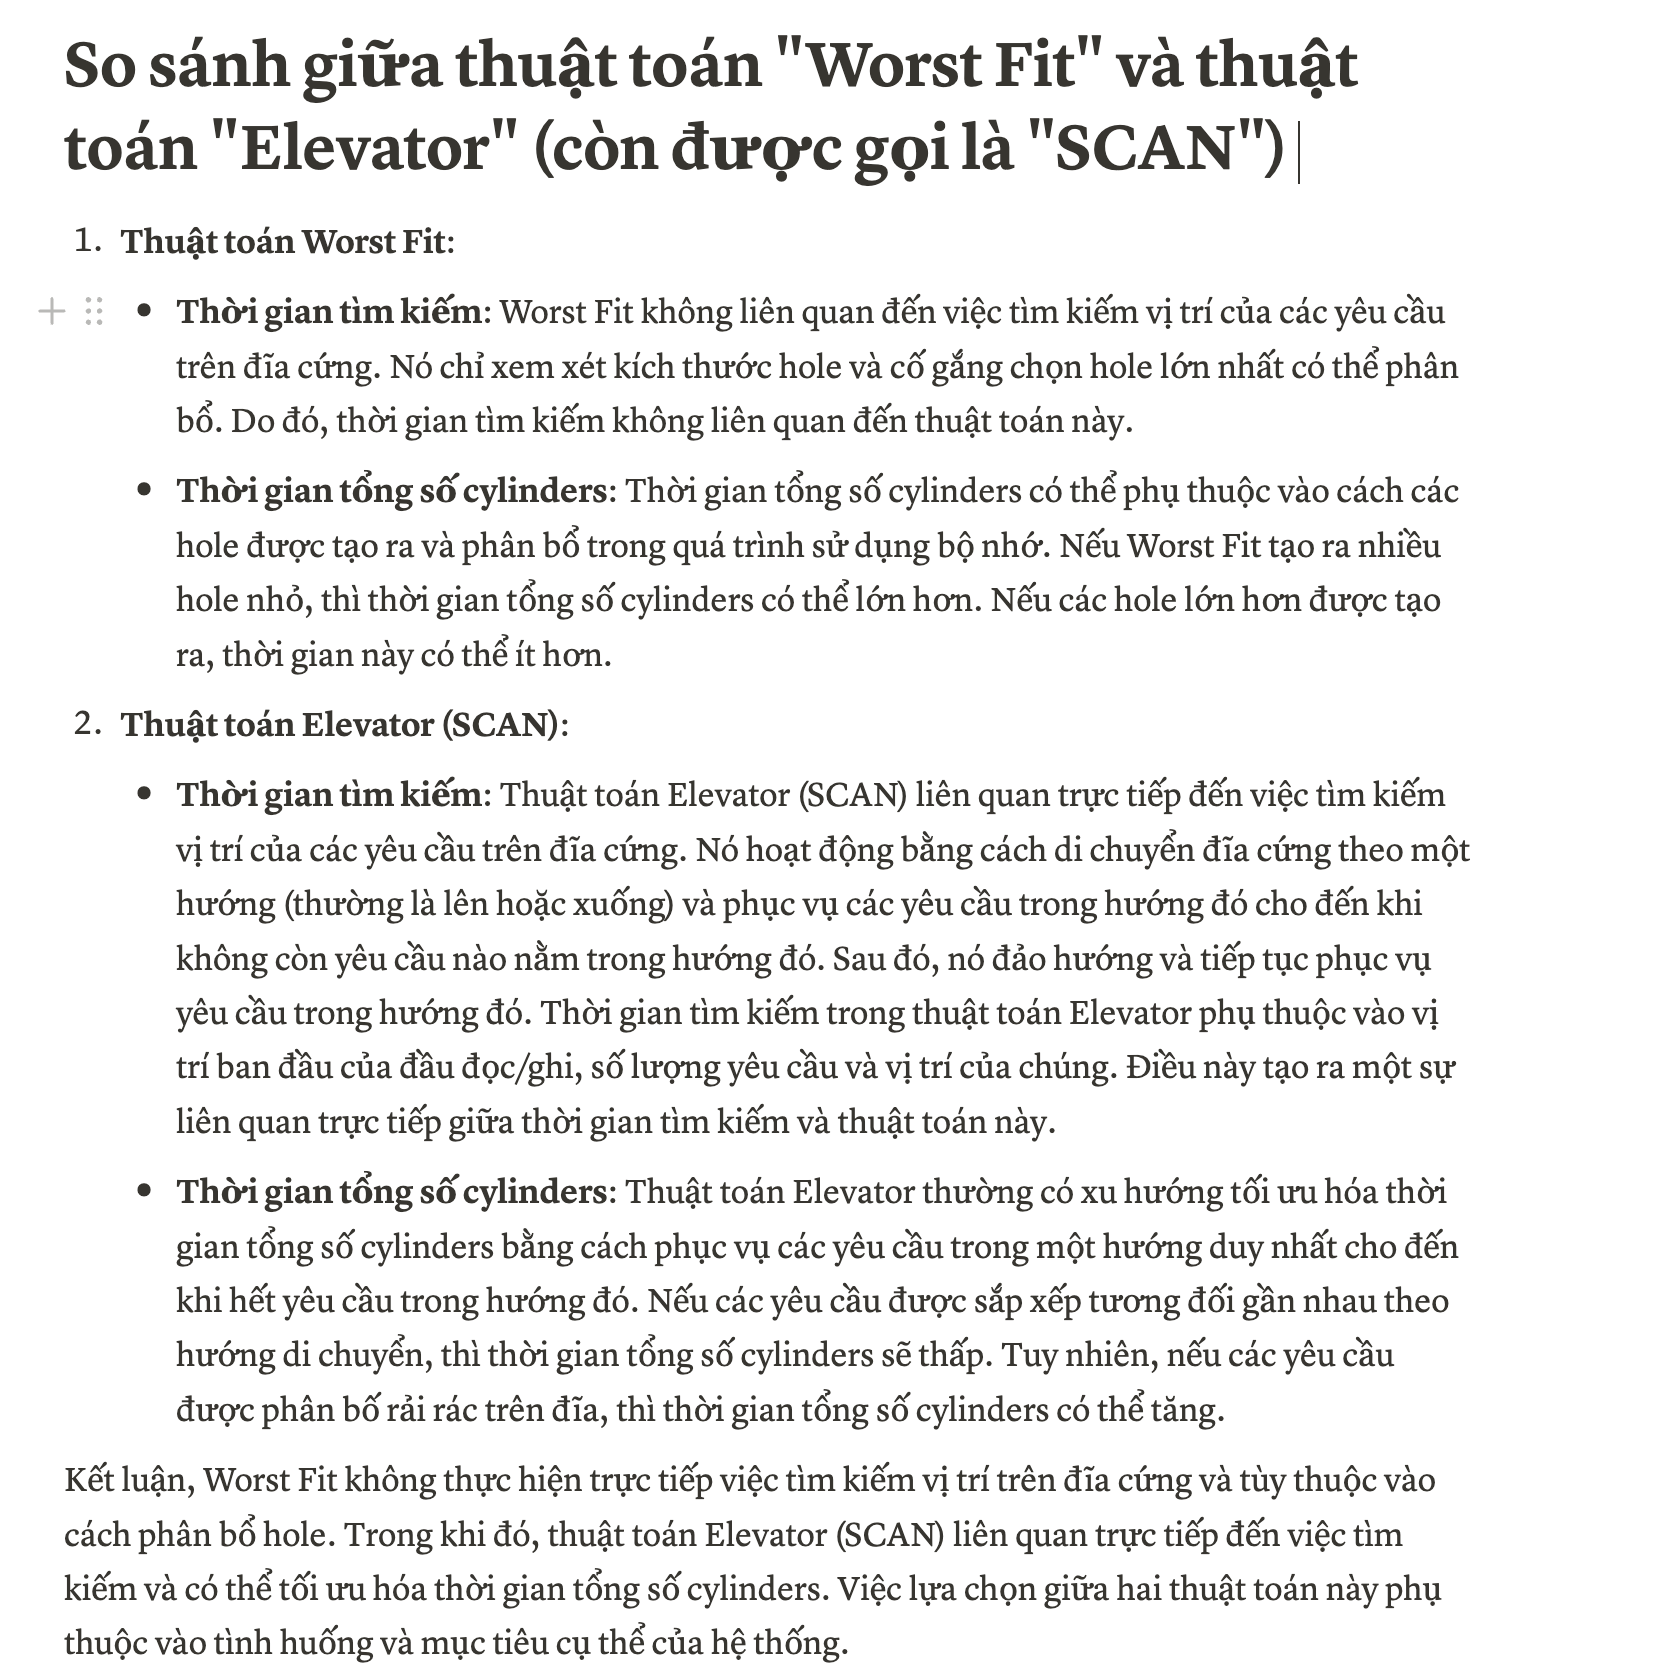 So sánh giữa thuật toán "Worst Fit" và thuật
toán "Elevator" (còn được gọi là "SCAN")
1. Thuật toán Worst Fit:
• Thời gian tìm kiếm: Worst Fit không liên quan đến việc tìm kiếm vị trí của các yêu cầu
trên đĩa cứng. Nó chỉ xem xét kích thước hole và cố gắng chọn hole lớn nhất có thể phân
bổ. Do đó, thời gian tìm kiếm không liên quan đến thuật toán này.
• Thời gian tổng số cylinders: Thời gian tổng số cylinders có thể phụ thuộc vào cách các
hole được tạo ra và phân bổ trong quá trình sử dụng bộ nhớ. Nếu Worst Fit tạo ra nhiều
hole nhỏ, thì thời gian tổng số cylinders có thể lớn hơn. Nếu các hole lớn hơn được tạo
ra, thời gian này có thể ít hơn.
2. Thuật toán Elevator (SCAN):
• Thời gian tìm kiếm: Thuật toán Elevator (SCAN) liên quan trực tiếp đến việc tìm kiếm
vị trí của các yêu cầu trên đĩa cứng. Nó hoạt động bằng cách di chuyển đĩa cứng theo một
hướng (thường là lên hoặc xuống) và phục vụ các yêu cầu trong hướng đó cho đến khi
không còn yêu cầu nào nằm trong hướng đó. Sau đó, nó đảo hướng và tiếp tục phục vụ
yêu cầu trong hướng đó. Thời gian tìm kiếm trong thuật toán Elevator phụ thuộc vào vị
trí ban đầu của đầu đọc/ghi, số lượng yêu cầu và vị trí của chúng. Điều này tạo ra một sự
liên quan trực tiếp giữa thời gian tìm kiếm và thuật toán này.
• Thời gian tổng số cylinders: Thuật toán Elevator thường có xu hướng tối ưu hóa thời
gian tổng số cylinders bằng cách phục vụ các yêu cầu trong một hướng duy nhất cho đến
khi hết yêu cầu trong hướng đó. Nếu các yêu cầu được sắp xếp tương đối gần nhau theo
hướng di chuyển, thì thời gian tổng số cylinders sẽ thấp. Tuy nhiên, nếu các yêu cầu
được phân bố rải rác trên đĩa, thì thời gian tổng số cylinders có thể tăng.
Kết luận, Worst Fit không thực hiện trực tiếp việc tìm kiếm vị trí trên đĩa cứng và tùy thuộc vào
cách phân bổ hole. Trong khi đó, thuật toán Elevator (SCAN) liên quan trực tiếp đến việc tìm
kiếm và có thể tối ưu hóa thời gian tổng số cylinders. Việc lựa chọn giữa hai thuật toán này phụ
thuộc vào tình huống và mục tiêu cụ thể của hệ thống.